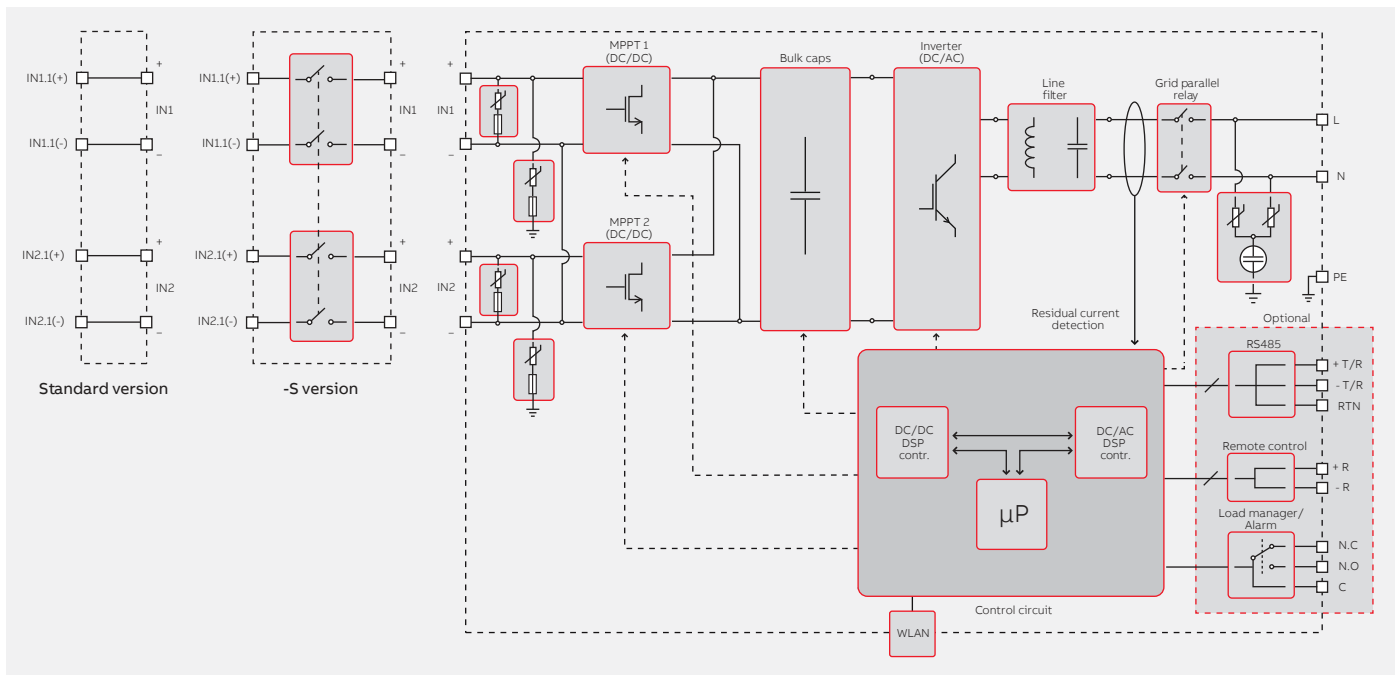 IN1.1(+)
+
IN1
IN1.1(-)
_
IN2.1(+)
+
IN2
IN2.1(-)
_
Standard version
IN1.1(+)
+
IN1
IN1.1(-)
_
IN2.1(+)
+
IN2
IN2.1(-)
_
-S version
+
IN1
_
+
IN2
_
MPPT 1
(DC/DC)
MPPT 2
(DC/DC)
Bulk caps
Inverter
(DC/AC)
Line
filter
Grid parallel
relay
L
N
PE
Residual current
detection
Optional
RS485
+ T/R
- T/R
RTN
Remote control
+ R
- R
Load manager/
Alarm
N.C
N.O
C
DC/DC
DSP
contr.
DC/AC
DSP
contr.
µP
Control circuit
WLAN